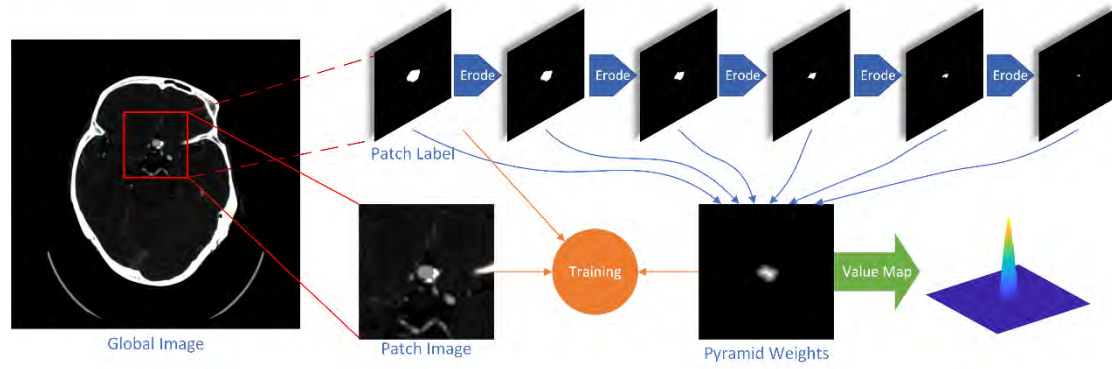 Erode
Erode
Erode
Erode
Erode
Patch Label
Training
Value Map
Global Image
Patch Image
Pyramid Weights